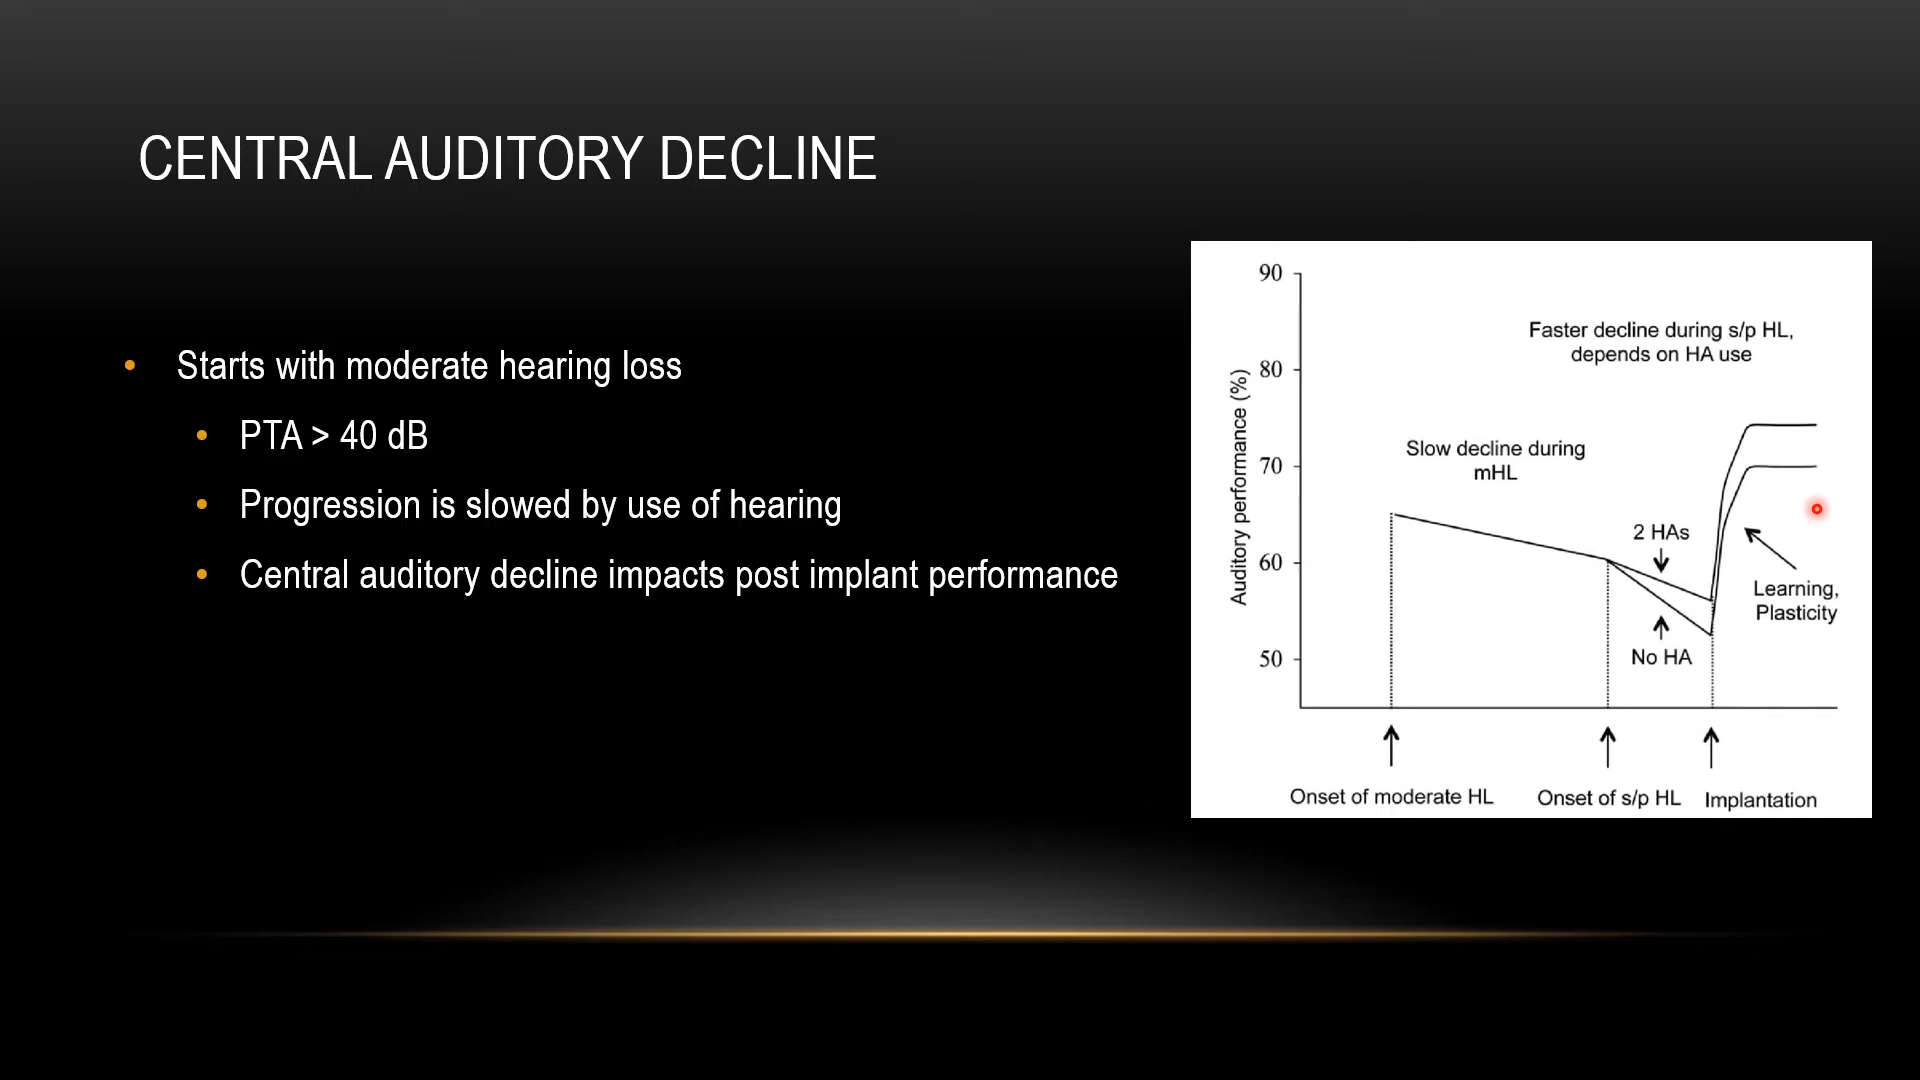 CENTRAL AUDITORY DECLINE
• Starts with moderate hearing loss
• PTA > 40 dB
• Progression is slowed by use of hearing
• Central auditory decline impacts post implant performance
90
80
70
60
50
Auditory performance (%)
Faster decline during s/p HL,
depends on HA use
Slow decline during
mHL
2 HAs
No HA
Learning,
Plasticity
Onset of moderate HL
Onset of s/p HL
Implantation